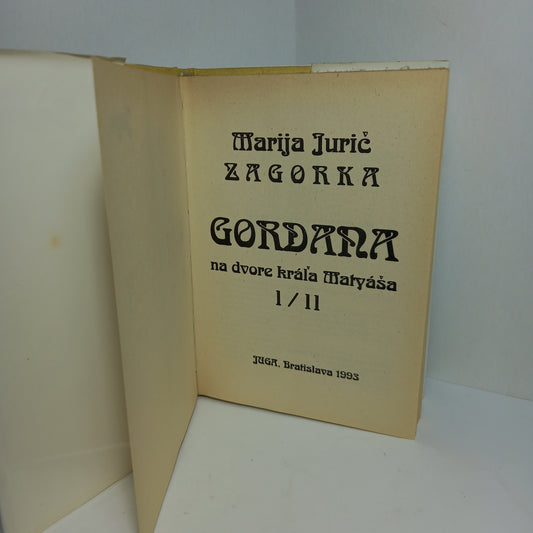 Marija Jurič
ZAGORKA
GORDANA
na dvore kráľa Matyáša
I/II
JUGA, Bratislava 1993